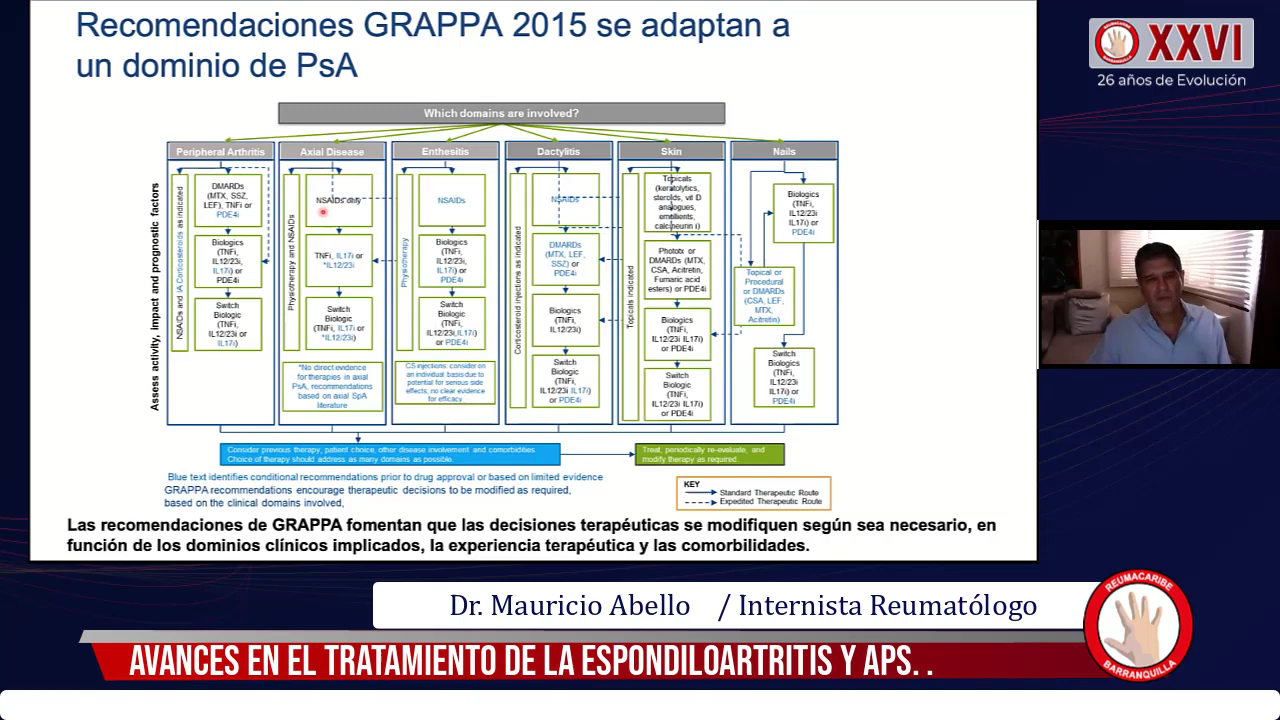 Recomendaciones GRAPPA 2015 se adaptan a
un dominio de PsA
XXVI
26 años de Evolución
Which domains are involved?
Assess activity, impact and prognostic factors
Peripheral Arthritis
NSAIDs and IA Corticosteroids as indicated
DMARDs
(MTX, SSZ,
LEF), TNFi or
PDE4i
Biologics
(TNFi,
IL12/23i,
IL17i) or
PDE4i
Switch
Biologic
(TNFi,
IL12/23i or
IL17i)
Axial Disease
Physiotherapy and NSAIDs
NSAIDs only
TNFi, IL17i or
*IL12/23i
Switch
Biologic
(TNFi, IL17i or
*IL12/23i)
*No direct evidence
for therapies in axial
PsA, recommendations
based on axial SpA
literature
Enthesitis
Physiotherapy
NSAIDs
Biologics
(TNFi,
IL12/23i,
IL17i) or
PDE4i
Switch
Biologic
(TNFi,
IL12/23i,IL17i)
or PDE4i
CS injections: consider on
an individual basis due to
potential for serious side
effects; no clear evidence
for efficacy
Dactylitis
Corticosteroid injections as indicated
NSAIDs
DMARDs
(MTX, LEF,
SSZ) or
PDE4i
Biologics
(TNFi,
IL12/23i)
Switch
Biologic
(TNFi,
IL12/23i IL17i)
or PDE4i
Skin
Topicals indicated
Topicals
(keratolytics,
steroids, vit D
analogues,
emollients,
calcineurin i)
Phototx or
DMARDs (MTX,
CSA, Acitretin,
Fumaric acid
esters) or PDE4i
Biologics
(TNFi,
IL12/23i IL17i)
or PDE4i
Switch
Biologic
(TNFi,
IL12/23i IL17i)
or PDE4i
Nails
Biologics
(TNFi,
IL12/23i
IL17i) or
PDE4i
Topical or
Procedural
or DMARDs
(CSA, LEF,
MTX,
Acitretin)
Switch
Biologics
(TNFi,
IL12/23i
IL17i) or
PDE4i
Consider previous therapy, patient choice, other disease involvement and comorbidities.
Choice of therapy should address as many domains as possible.
Treat, periodically re-evaluate, and
modify therapy as required.
Blue text identifies conditional recommendations prior to drug approval or based on limited evidence
GRAPPA recommendations encourage therapeutic decisions to be modified as required,
based on the clinical domains involved,
KEY
Standard Therapeutic Route
Expedited Therapeutic Route
Las recomendaciones de GRAPPA fomentan que las decisiones terapéuticas se modifiquen según sea necesario, en
función de los dominios clínicos implicados, la experiencia terapéutica y las comorbilidades.
Dr. Mauricio Abello / Internista Reumatólogo
AVANCES EN EL TRATAMIENTO DE LA ESPONDILOARTRITIS Y APS. .
REUMACARIBE
BARRANQUILLA